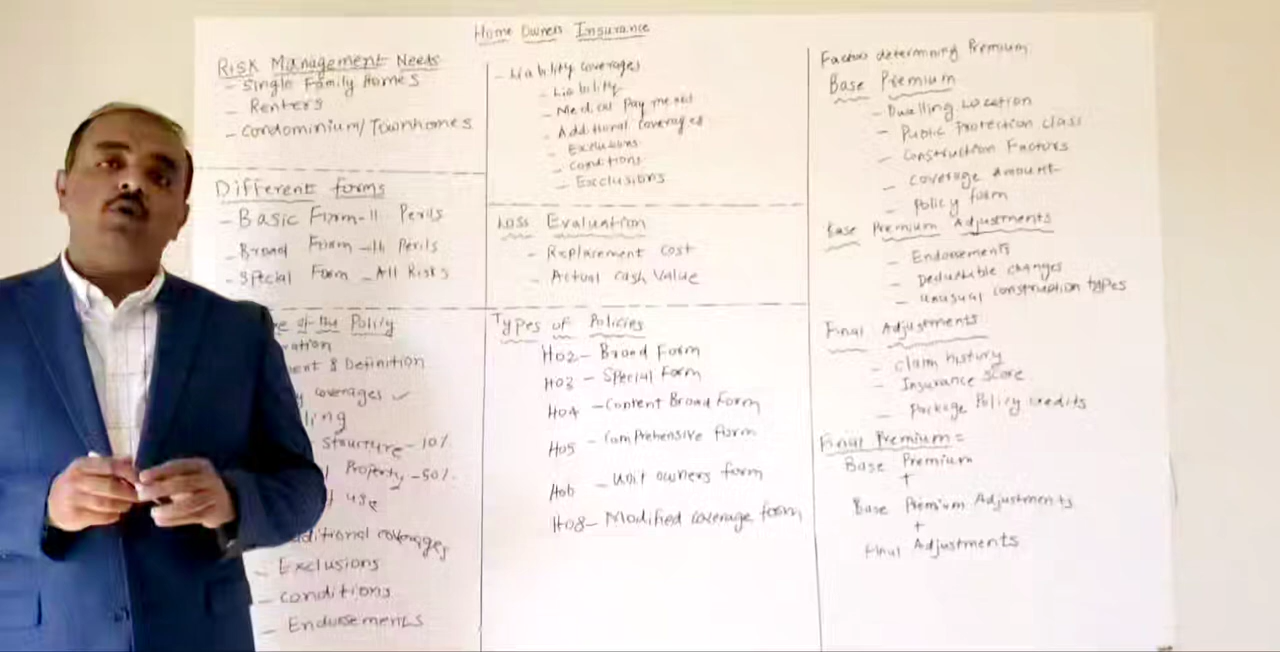 Home Owners Insurance
Risk Management Needs
- Single Family Homes
- Renters
- Condominium/Townhomes
Different forms
- Basic Form - 11 Perils
- Broad Form - 16 Perils
- Special Form - All Risks
of the Policy
& Definition
coverages ✓
Structure - 10%
Property - 50%
use
coverages
- Exclusions
- Conditions
- Endorsements
- Liability coverages
- Liability
- Medical Payment
- Additional coverages
- Exclusions
- Conditions
- Exclusions
Loss Evaluation
- Replacement cost
- Actual cash Value
Types of Policies
HO2 - Broad Form
HO3 - Special Form
HO4 - Content Broad Form
HO5 - Comprehensive form
HO6 - Unit owners form
HO8 - Modified coverage form
Factors determining Premium
Base Premium
- Dwelling Location
- Public Protection class
- Construction Factors
- Coverage amount
- Policy form
Base Premium Adjustments
- Endorsements
- Deductable changes
- Unusual construction types
Final Adjustments
- Claim history
- Insurance score
- Package Policy credits
Final Premium =
Base Premium
+
Base Premium Adjustments
+
Final Adjustments